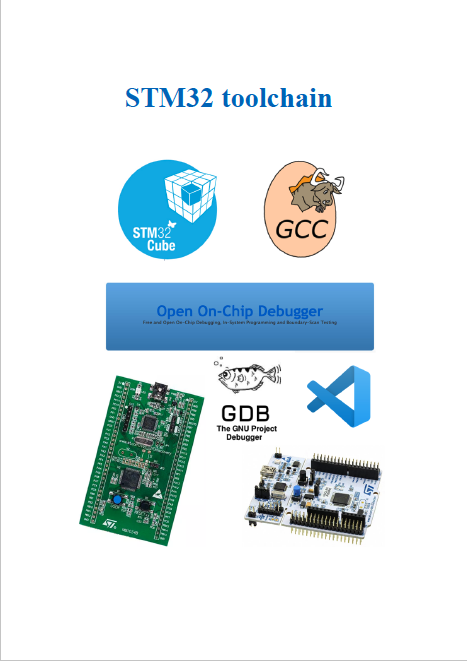 STM32 toolchain
STM32
Cube
GCC
Open On-Chip Debugger
Free and Open On-Chip Debugging, In-System Programming and Boundary-Scan Testing
GDB
The GNU Project
Debugger